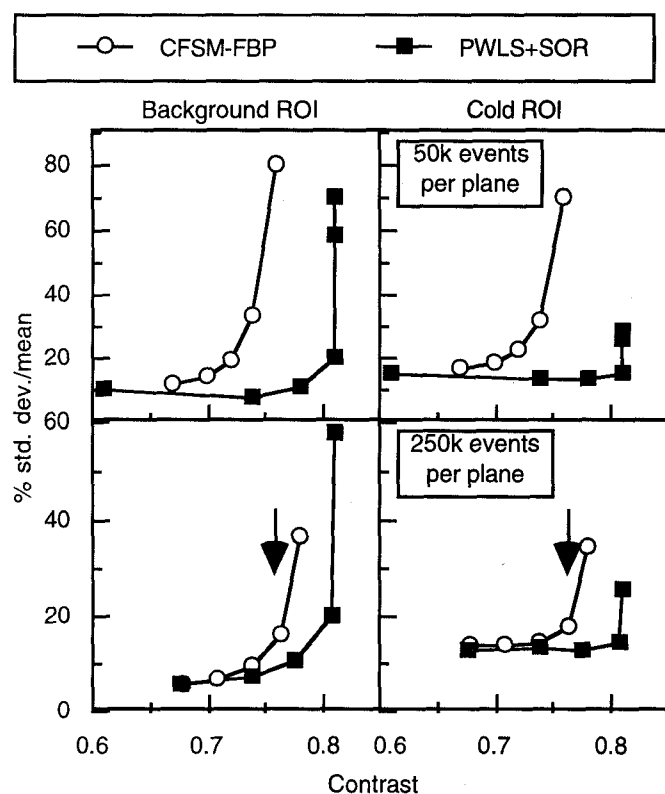 CFSM-FBP PWLS+SOR
Background ROI Cold ROI
% std. dev./mean
80
60
40
20
50k events
per plane
60
40
20
0
250k events
per plane
0.6 0.7 0.8 0.6 0.7 0.8
Contrast